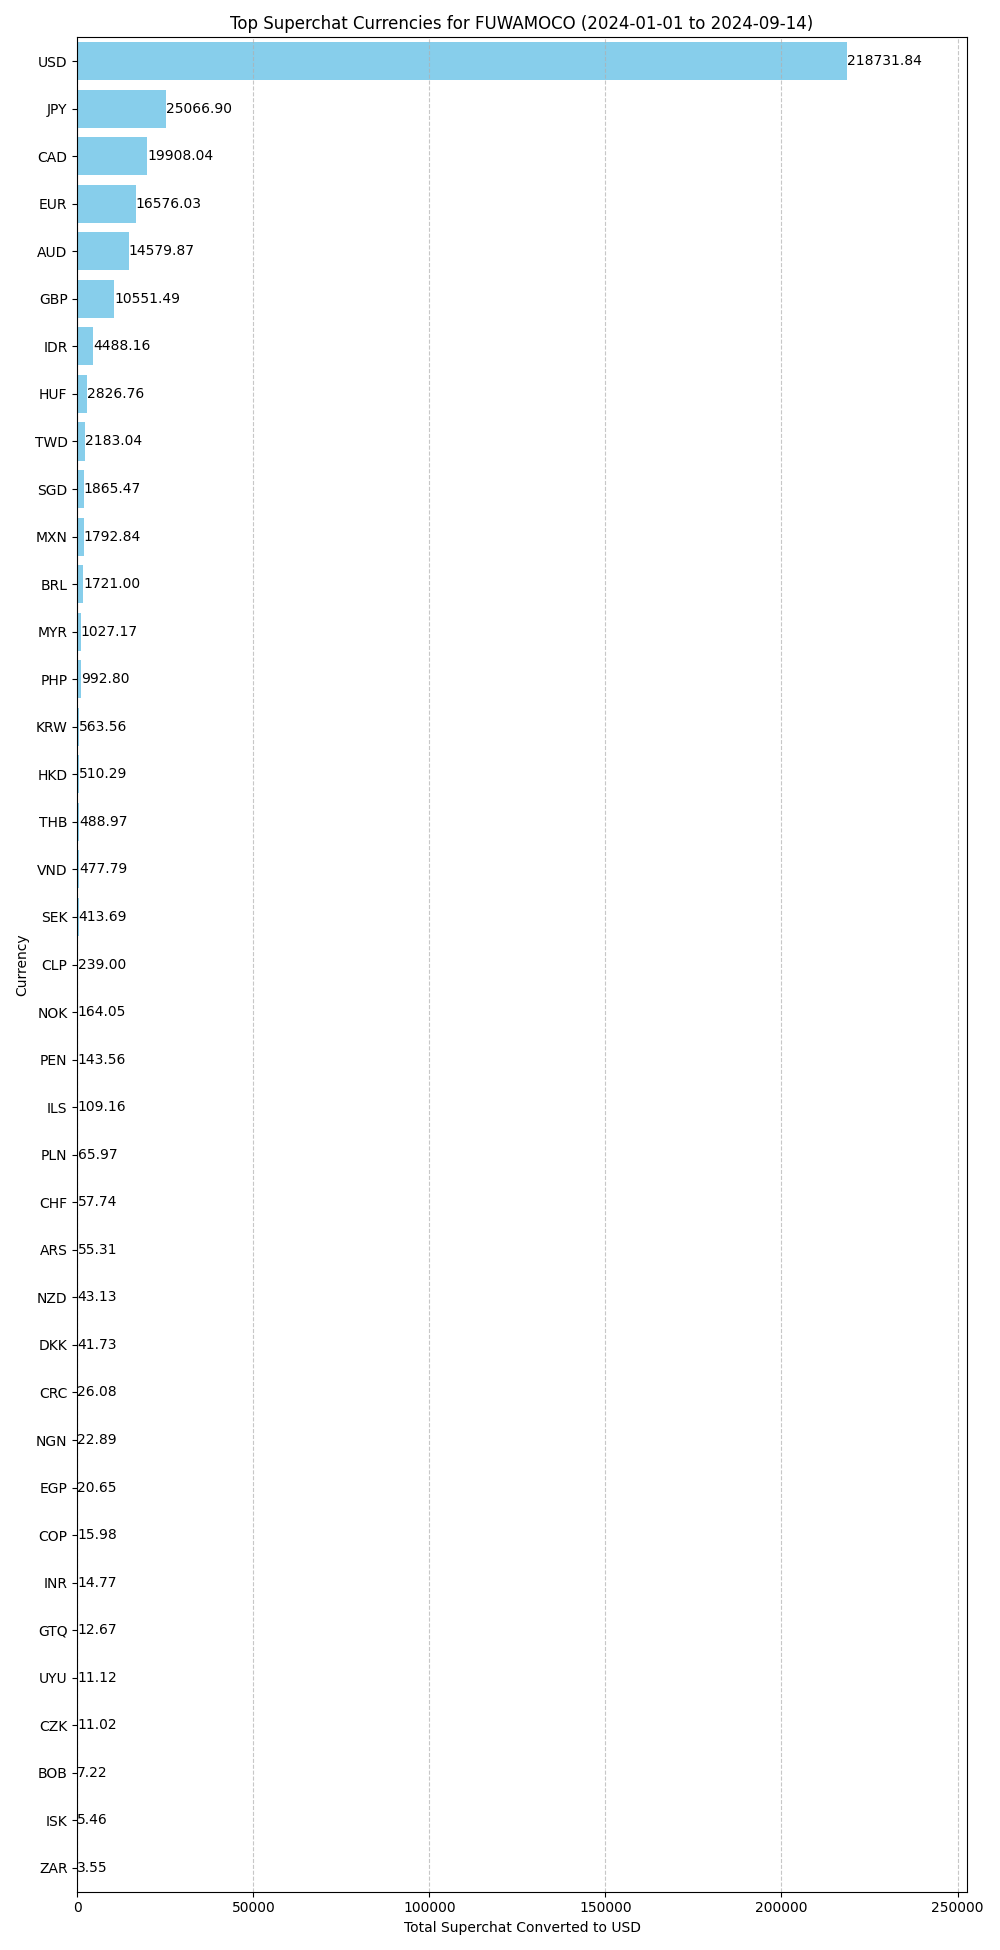 Top Superchat Currencies for FUWAMOCO (2024-01-01 to 2024-09-14)
USD 218731.84
JPY 25066.90
CAD 19908.04
EUR 16576.03
AUD 14579.87
GBP 10551.49
IDR 4488.16
HUF 2826.76
TWD 2183.04
SGD 1865.47
MXN 1792.84
BRL 1721.00
MYR 1027.17
PHP 992.80
KRW 563.56
HKD 510.29
THB 488.97
VND 477.79
SEK 413.69
Currency
CLP 239.00
NOK 164.05
PEN 143.56
ILS 109.16
PLN 65.97
CHF 57.74
ARS 55.31
NZD 43.13
DKK 41.73
CRC 26.08
NGN 22.89
EGP 20.65
COP 15.98
INR 14.77
GTQ 12.67
UYU 11.12
CZK 11.02
BOB 7.22
ISK 5.46
ZAR 3.55
0 50000 100000 150000 200000 250000
Total Superchat Converted to USD